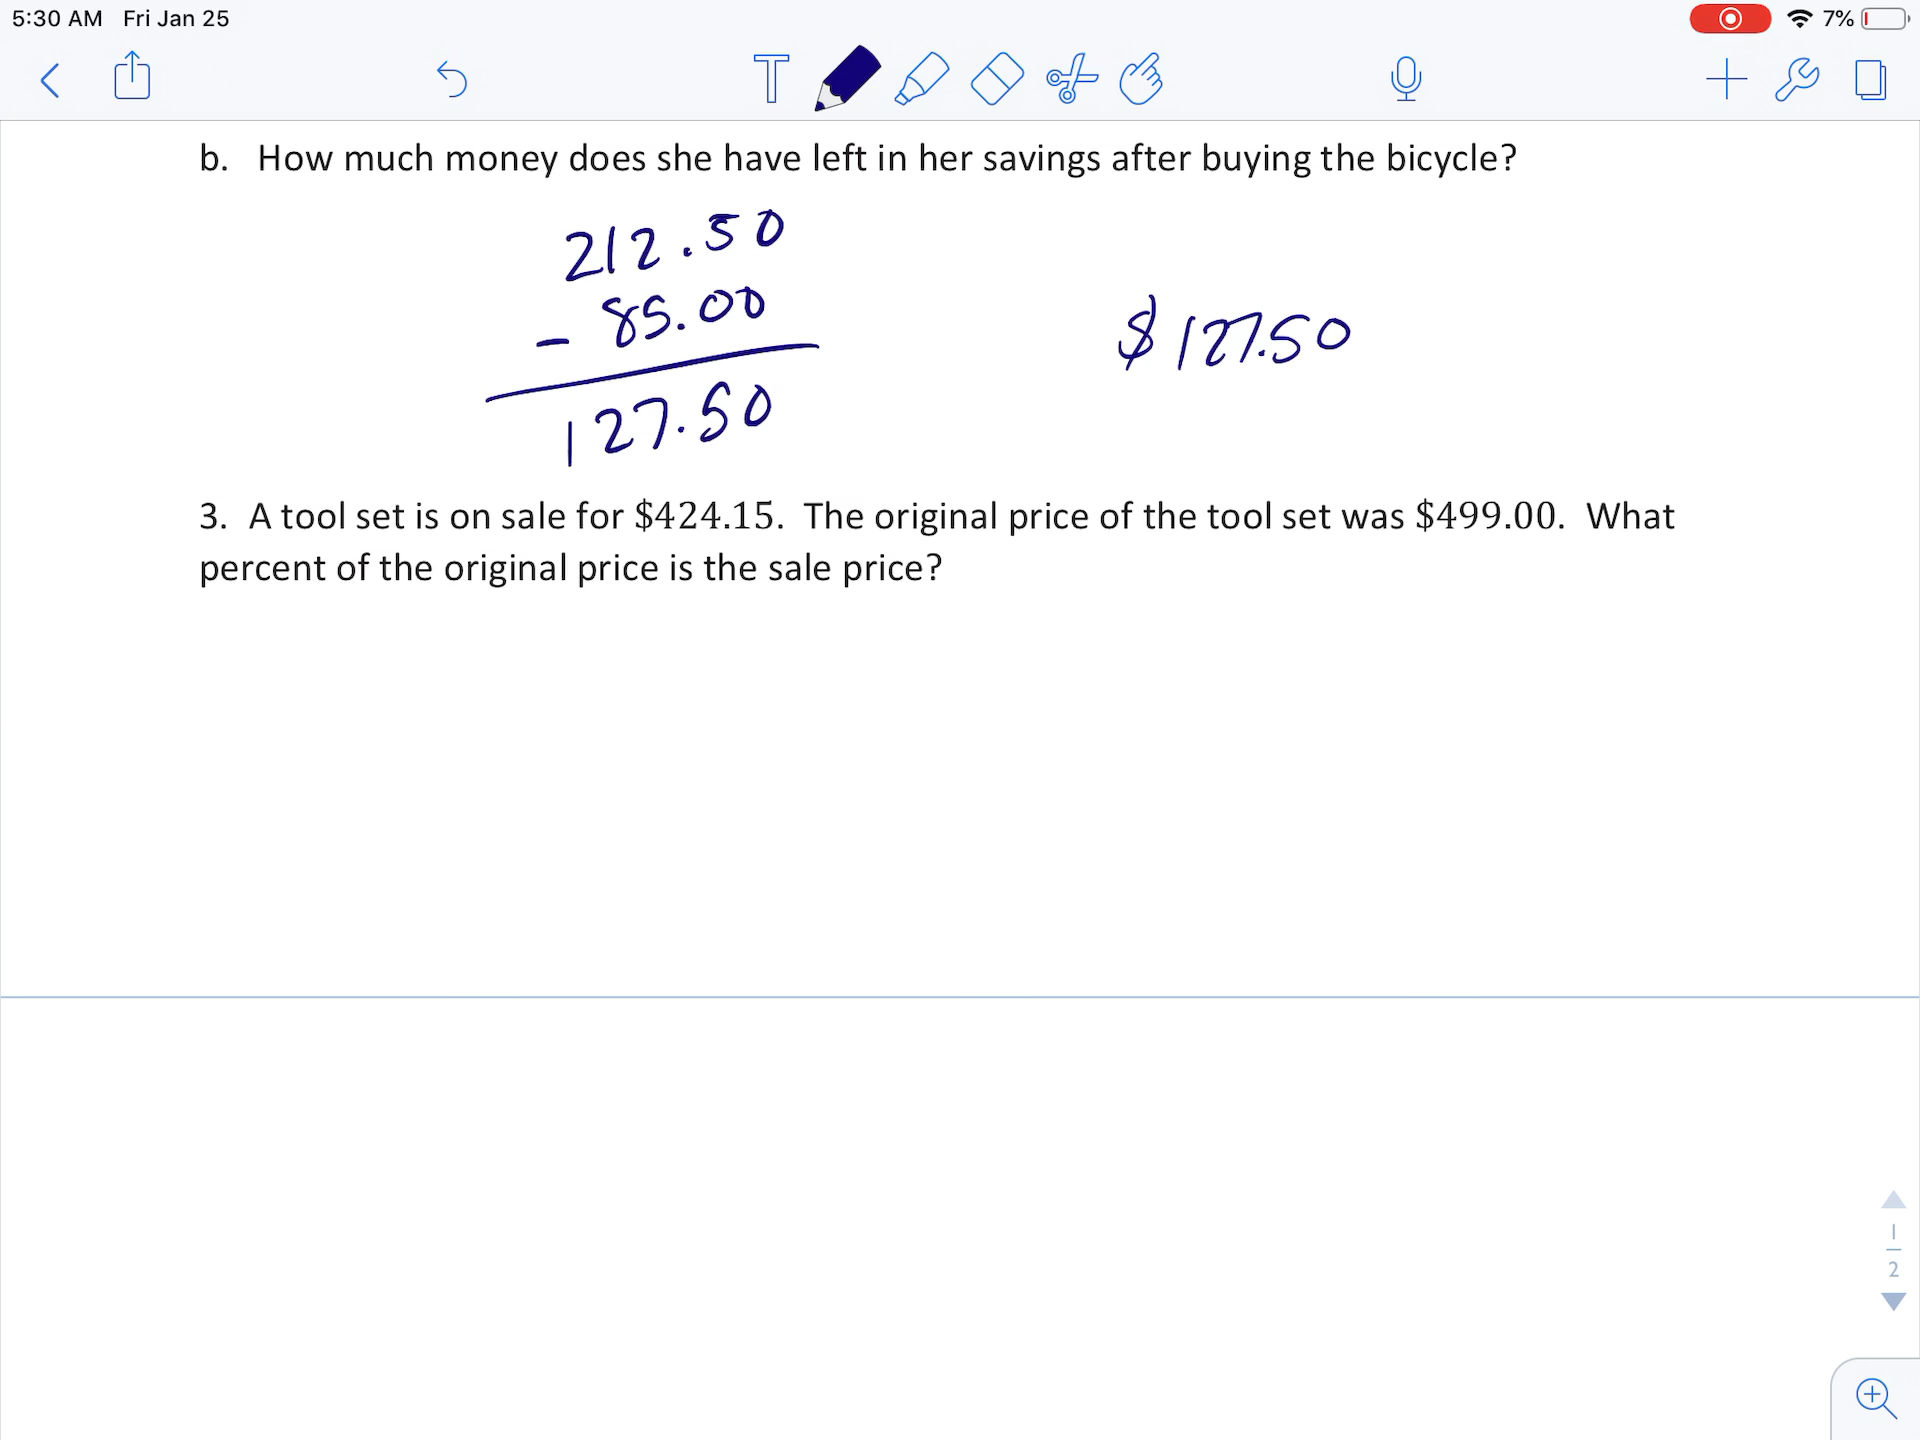 5:30 AM Fri Jan 25
7%
T
b. How much money does she have left in her savings after buying the bicycle?
212.50
- 85.00
127.50
$127.50
3. A tool set is on sale for $424.15. The original price of the tool set was $499.00. What
percent of the original price is the sale price?
1
2